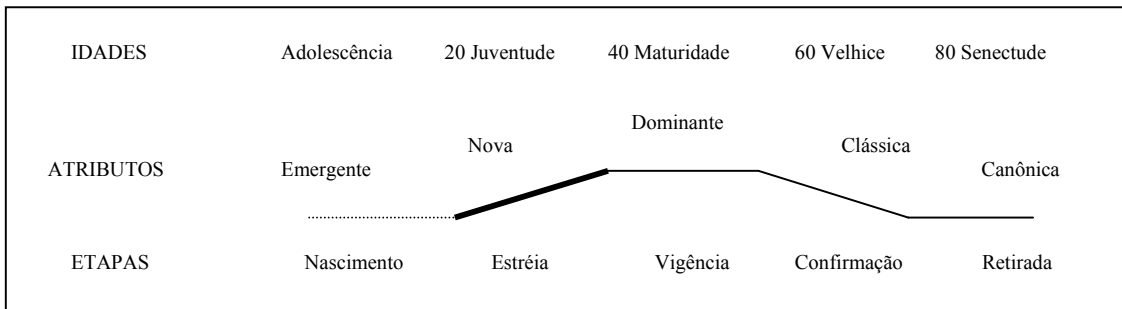 IDADES Adolescência 20 Juventude 40 Maturidade 60 Velhice 80 Senectude
Dominante
Nova Clássica
ATRIBUTOS Emergente Canônica
ETAPAS Nascimento Estréia Vigência Confirmação Retirada